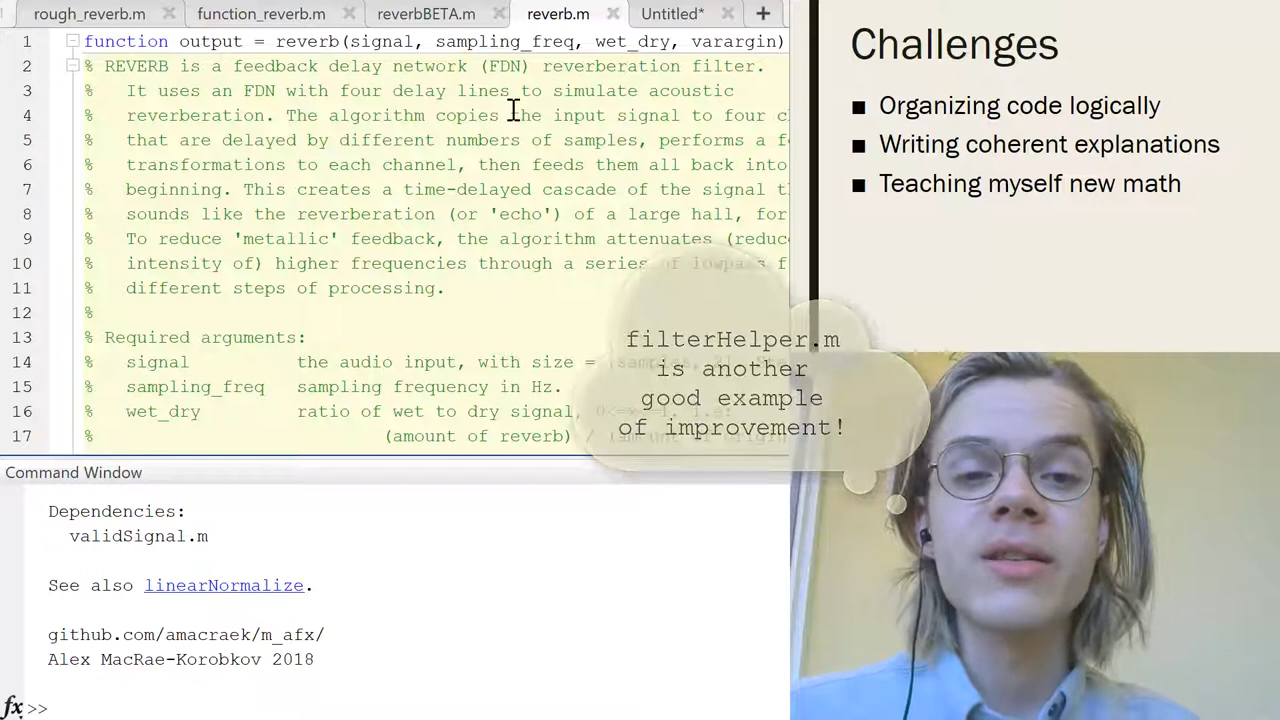 rough_reverb.m
function_reverb.m
reverbBETA.m
reverb.m
Untitled*
1 function output = reverb(signal, sampling_freq, wet_dry, varargin)
2 % REVERB is a feedback delay network (FDN) reverberation filter.
3 % It uses an FDN with four delay lines to simulate acoustic
4 % reverberation. The algorithm copies the input signal to four c
5 % that are delayed by different numbers of samples, performs a f
6 % transformations to each channel, then feeds them all back into
7 % beginning. This creates a time-delayed cascade of the signal t
8 % sounds like the reverberation (or 'echo') of a large hall, for
9 % To reduce 'metallic' feedback, the algorithm attenuates (reduc
10 % intensity of) higher frequencies through a series of lowpass f
11 % different steps of processing.
12 %
13 % Required arguments:
14 % signal the audio input, with size =
15 % sampling_freq sampling frequency in Hz.
16 % wet_dry ratio of wet to dry signal,
17 % (amount of reverb) /
filterHelper.m
is another
good example
of improvement!
Command Window
Dependencies:
validSignal.m
See also linearNormalize.
github.com/amacraek/m_afx/
Alex MacRae-Korobkov 2018
fx >>
Challenges
■ Organizing code logically
■ Writing coherent explanations
■ Teaching myself new math